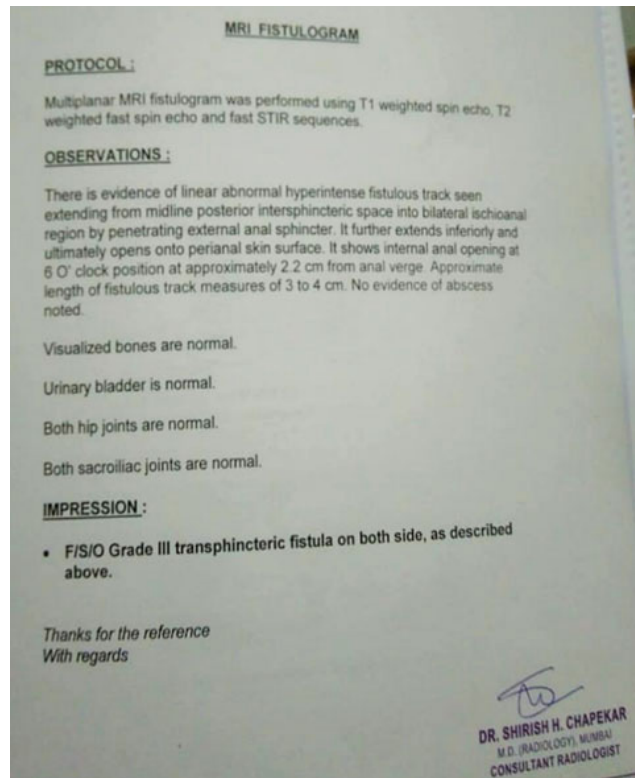 MRI FISTULOGRAM
PROTOCOL :
Multiplanar MRI fistulogram was performed using T1 weighted spin echo, T2
weighted fast spin echo and fast STIR sequences.
OBSERVATIONS :
There is evidence of linear abnormal hyperintense fistulous track seen
extending from midline posterior intersphincteric space into bilateral ischioanal
region by penetrating external anal sphincter. It further extends inferiorly and
ultimately opens onto perianal skin surface. It shows internal anal opening at
6 O' clock position at approximately 2.2 cm from anal verge. Approximate
length of fistulous track measures of 3 to 4 cm. No evidence of abscess
noted.
Visualized bones are normal.
Urinary bladder is normal.
Both hip joints are normal.
Both sacroiliac joints are normal.
IMPRESSION :
• F/S/O Grade III transphincteric fistula on both side, as described
above.
Thanks for the reference
With regards
DR. SHIRISH H. CHAPEKAR
M.D. (RADIOLOGY), MUMBAI
CONSULTANT RADIOLOGIST